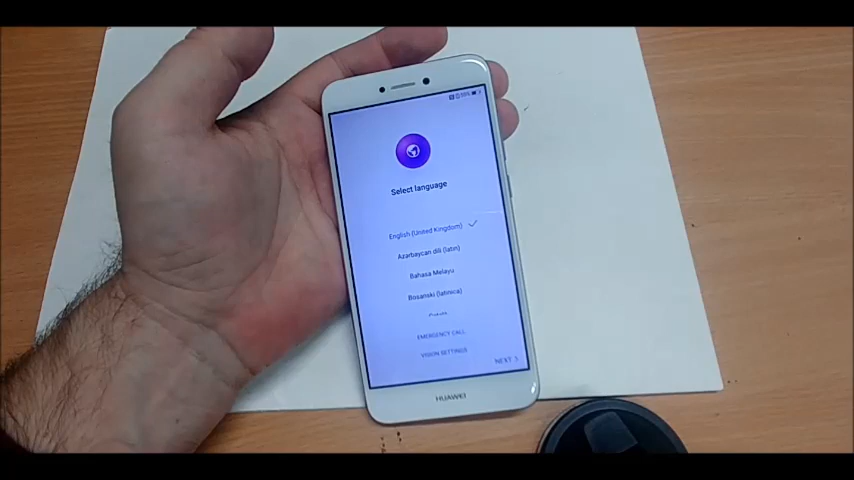 Select language
English (United Kingdom)
Azərbaycan dili (latın)
Bahasa Melayu
Bosanski (latinica)
EMERGENCY CALL
VISION SETTINGS
NEXT
HUAWEI